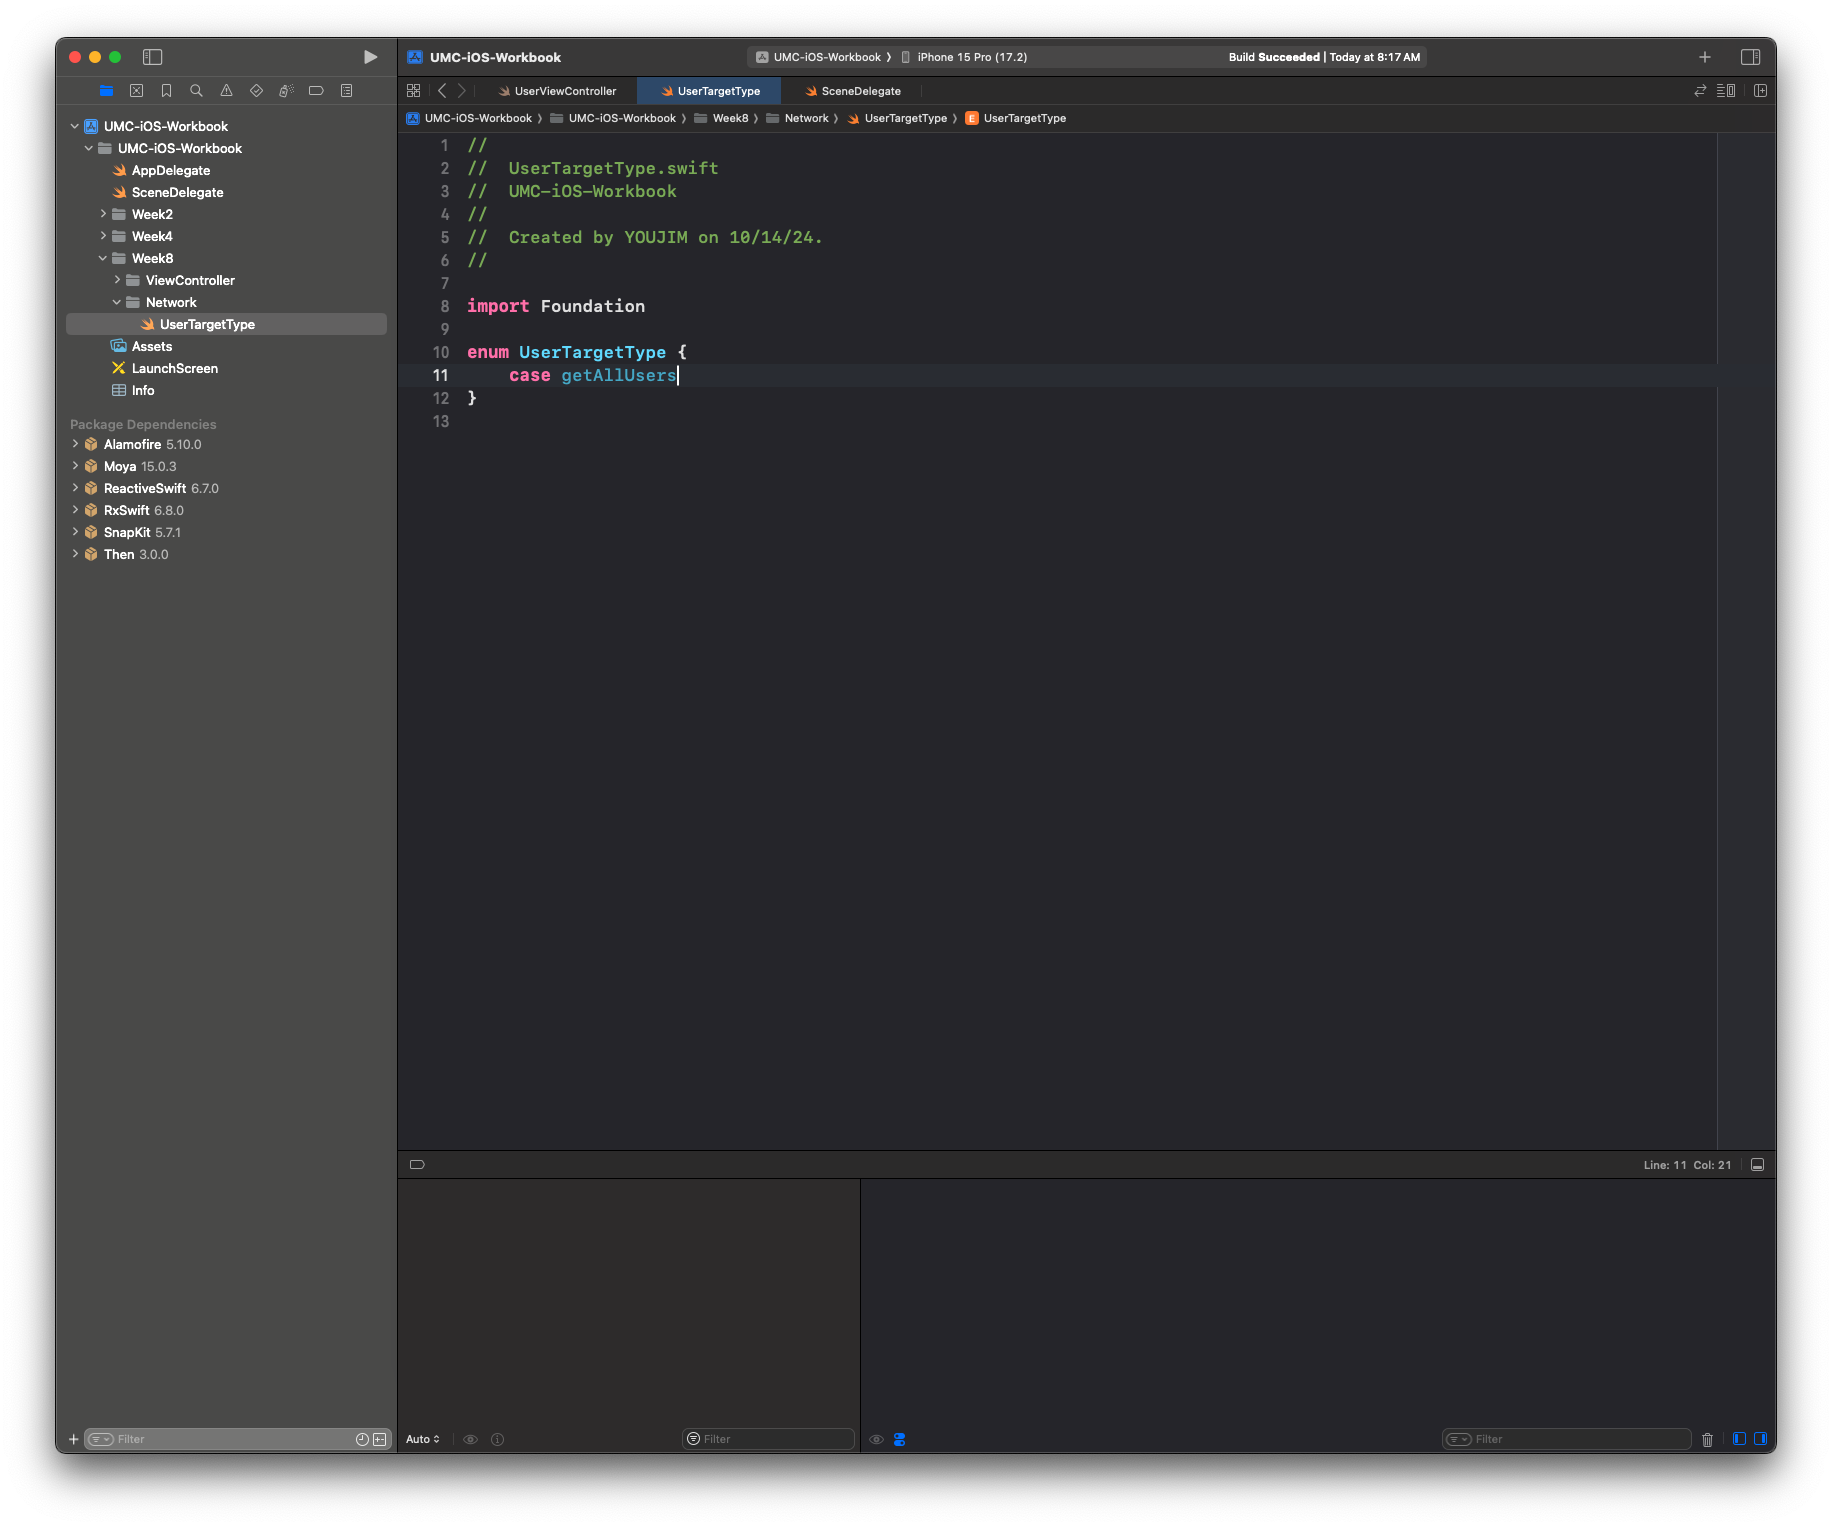 UMC-iOS-Workbook
UMC-iOS-Workbook 〉 iPhone 15 Pro (17.2)
Build Succeeded | Today at 8:17 AM
UserViewController
UserTargetType
SceneDelegate
UMC-iOS-Workbook 〉 UMC-iOS-Workbook 〉 Week8 〉 Network 〉 UserTargetType 〉 E UserTargetType
UMC-iOS-Workbook
UMC-iOS-Workbook
AppDelegate
SceneDelegate
Week2
Week4
Week8
ViewController
Network
UserTargetType
Assets
LaunchScreen
Info
Package Dependencies
Alamofire 5.10.0
Moya 15.0.3
ReactiveSwift 6.7.0
RxSwift 6.8.0
SnapKit 5.7.1
Then 3.0.0
Filter
1 //
2 //  UserTargetType.swift
3 //  UMC-iOS-Workbook
4 //
5 //  Created by YOUJIM on 10/14/24.
6 //
7
8 import Foundation
9
10 enum UserTargetType {
11     case getAllUsers
12 }
13
Line: 11 Col: 21
Auto
Filter
Filter